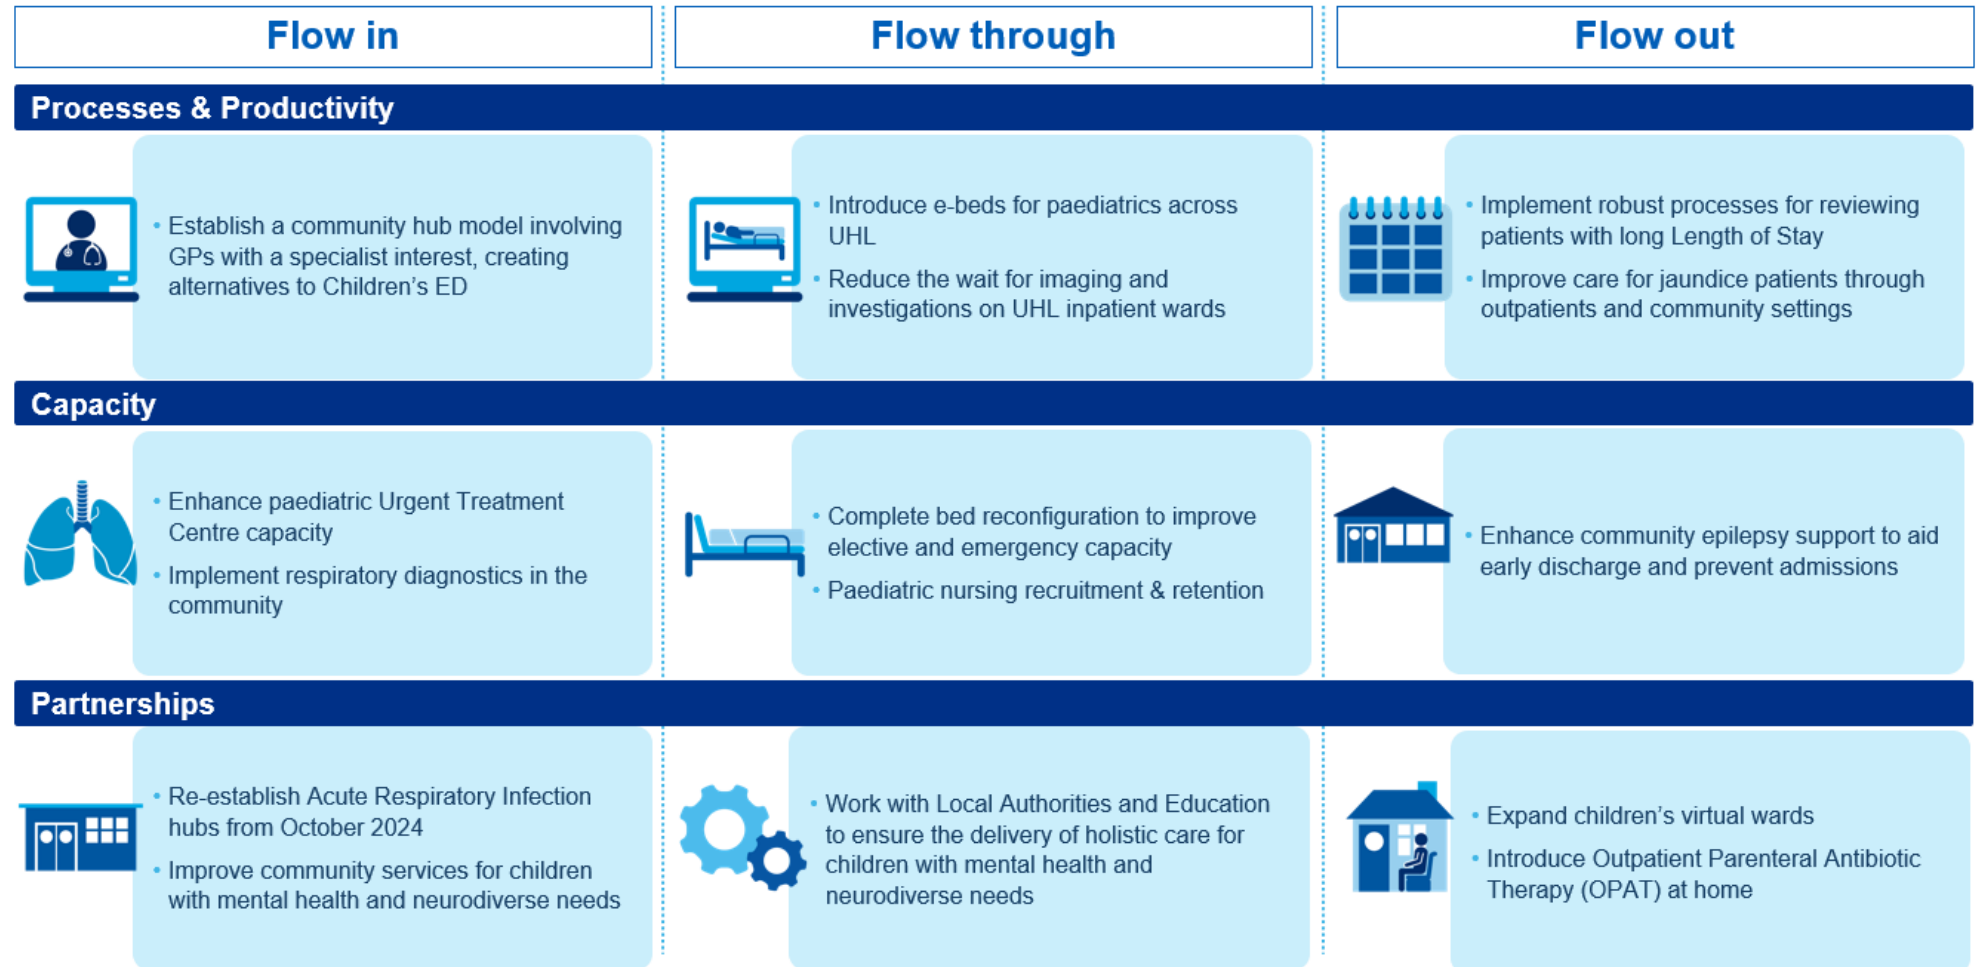 Flow in
Flow through
Flow out
Processes & Productivity
• Establish a community hub model involving
GPs with a specialist interest, creating
alternatives to Children’s ED
• Introduce e-beds for paediatrics across
UHL
• Reduce the wait for imaging and
investigations on UHL inpatient wards
• Implement robust processes for reviewing
patients with long Length of Stay
• Improve care for jaundice patients through
outpatients and community settings
Capacity
• Enhance paediatric Urgent Treatment
Centre capacity
• Implement respiratory diagnostics in the
community
• Complete bed reconfiguration to improve
elective and emergency capacity
• Paediatric nursing recruitment & retention
• Enhance community epilepsy support to aid
early discharge and prevent admissions
Partnerships
• Re-establish Acute Respiratory Infection
hubs from October 2024
• Improve community services for children
with mental health and neurodiverse needs
• Work with Local Authorities and Education
to ensure the delivery of holistic care for
children with mental health and
neurodiverse needs
• Expand children’s virtual wards
• Introduce Outpatient Parenteral Antibiotic
Therapy (OPAT) at home